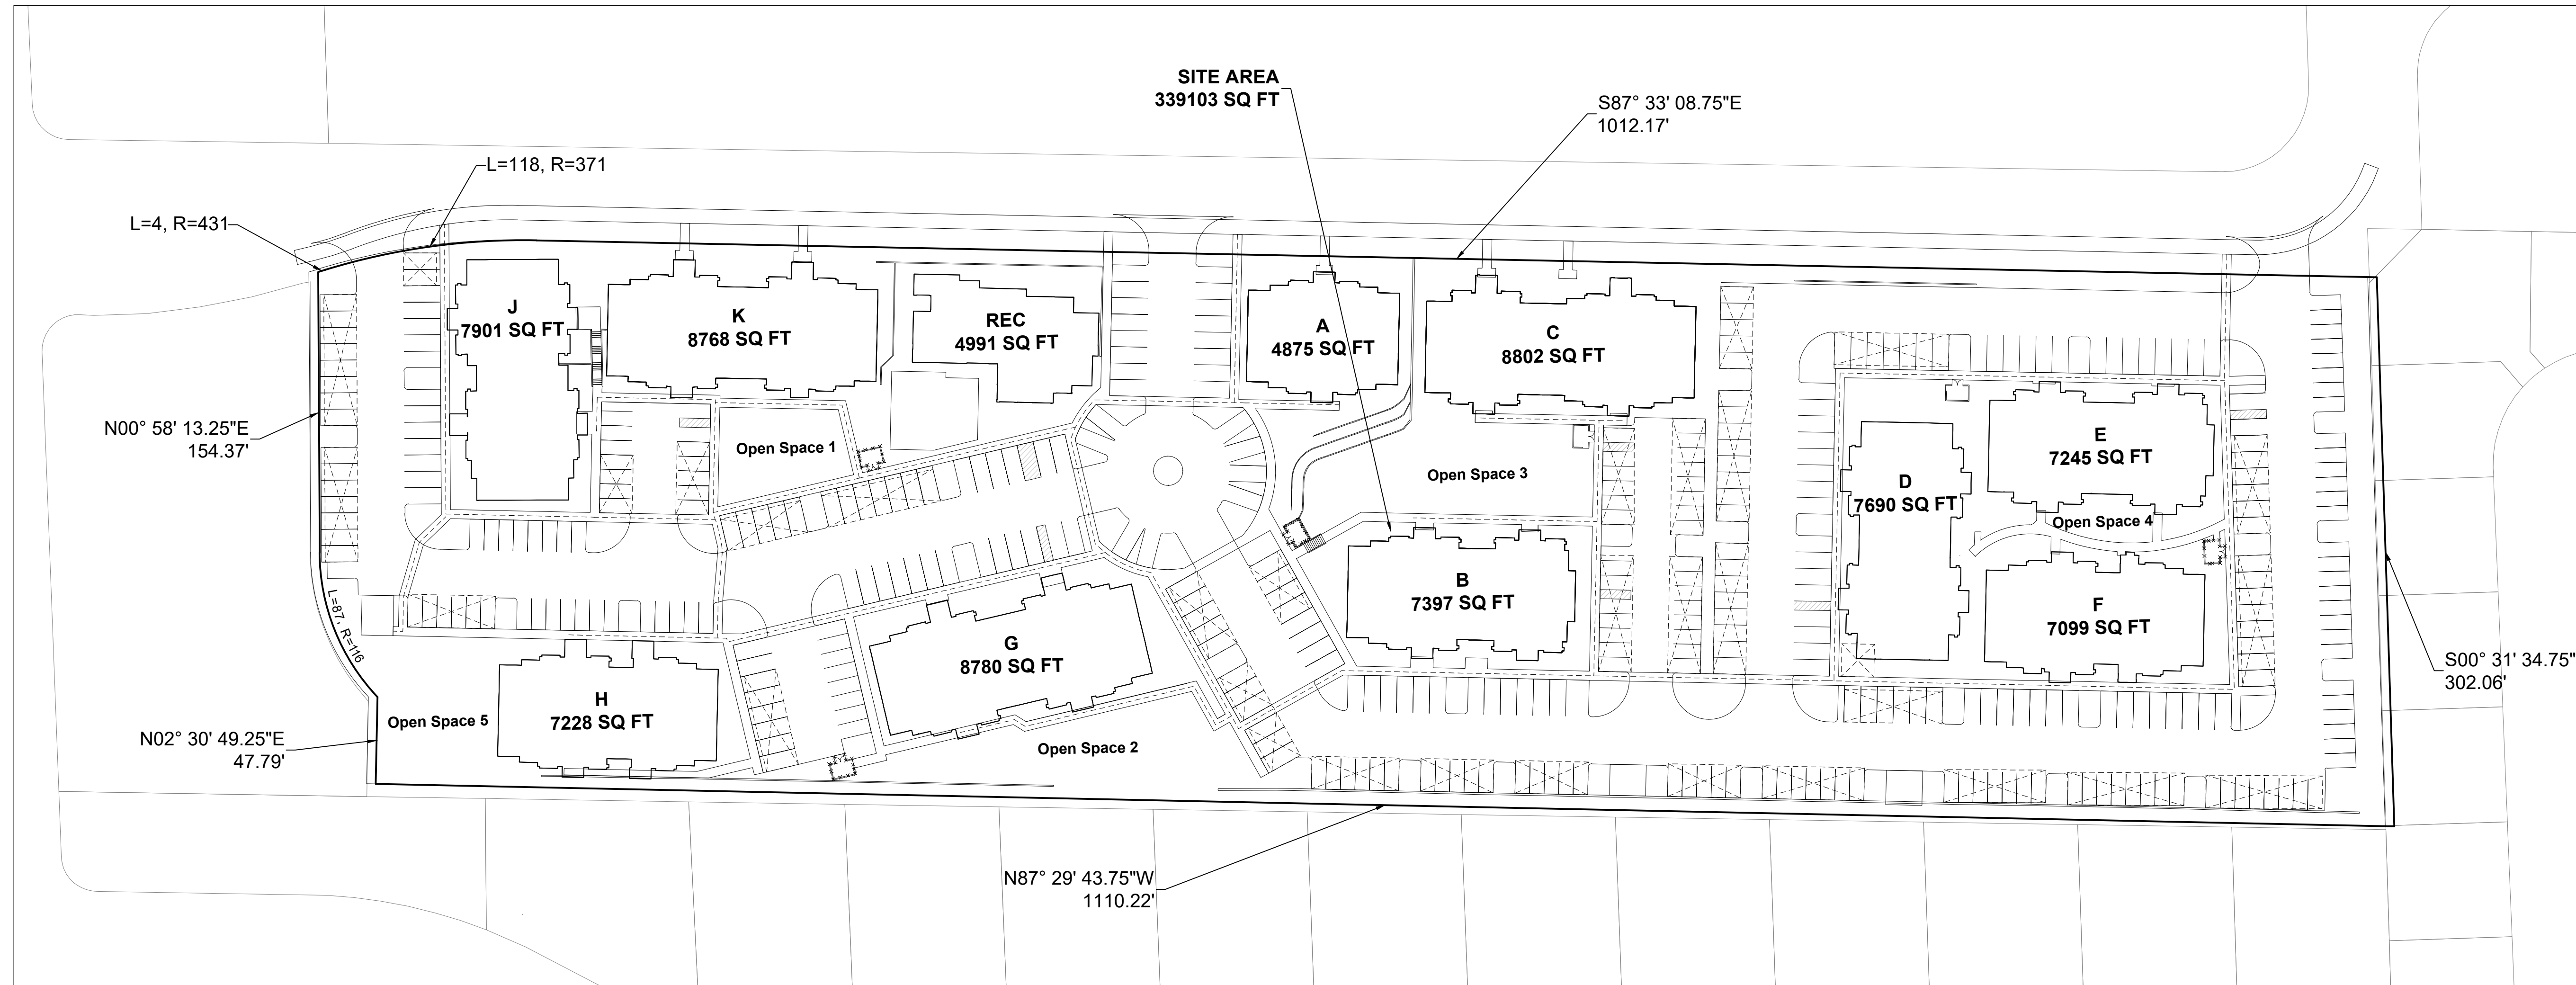 SITE AREA
339103 SQ FT
S87° 33' 08.75"E
1012.17'
L=118, R=371
L=4, R=431
J
7901 SQ FT
K
8768 SQ FT
REC
4991 SQ FT
A
4875 SQ FT
C
8802 SQ FT
N00° 58' 13.25"E
154.37'
Open Space 1
Open Space 3
D
7690 SQ FT
E
7245 SQ FT
Open Space 4
L=87, R=116
G
8780 SQ FT
B
7397 SQ FT
F
7099 SQ FT
S00° 31' 34.75"
302.06'
H
7228 SQ FT
Open Space 5
Open Space 2
N02° 30' 49.25"E
47.79'
N87° 29' 43.75"W
1110.22'